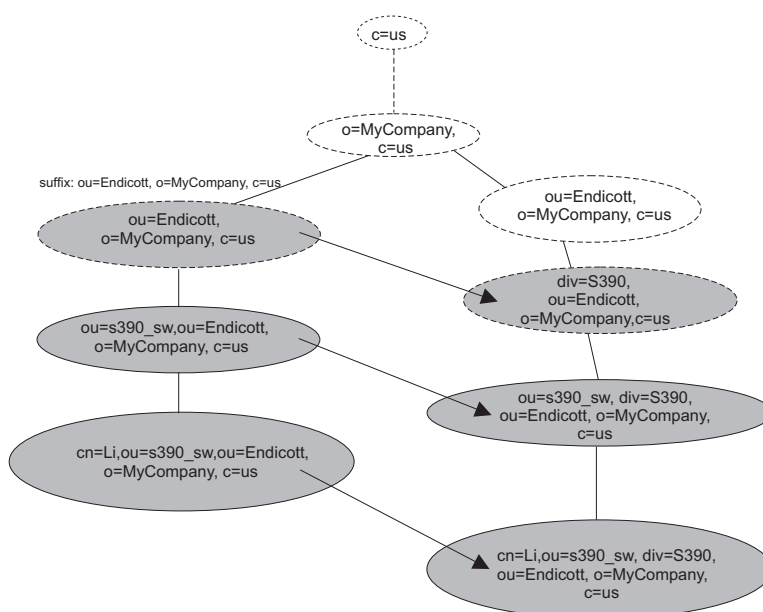 c=us
o=MyCompany,
c=us
suffix: ou=Endicott, o=MyCompany, c=us
ou=Endicott,
o=MyCompany, c=us
ou=Endicott,
o=MyCompany, c=us
div=S390,
ou=Endicott,
o=MyCompany,c=us
ou=s390_sw,ou=Endicott,
o=MyCompany, c=us
ou=s390_sw, div=S390,
ou=Endicott, o=MyCompany,
c=us
cn=Li,ou=s390_sw,ou=Endicott,
o=MyCompany, c=us
cn=Li,ou=s390_sw, div=S390,
ou=Endicott, o=MyCompany,
c=us